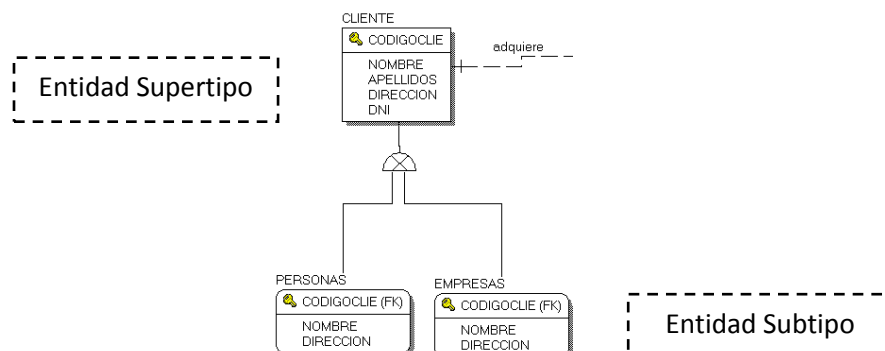 CLIENTE
CODIGOCLIE
adquiere
NOMBRE
APELLIDOS
DIRECCION
DNI
Entidad Supertipo
PERSONAS
CODIGOCLIE (FK)
NOMBRE
DIRECCION
EMPRESAS
CODIGOCLIE (FK)
NOMBRE
DIRECCION
Entidad Subtipo